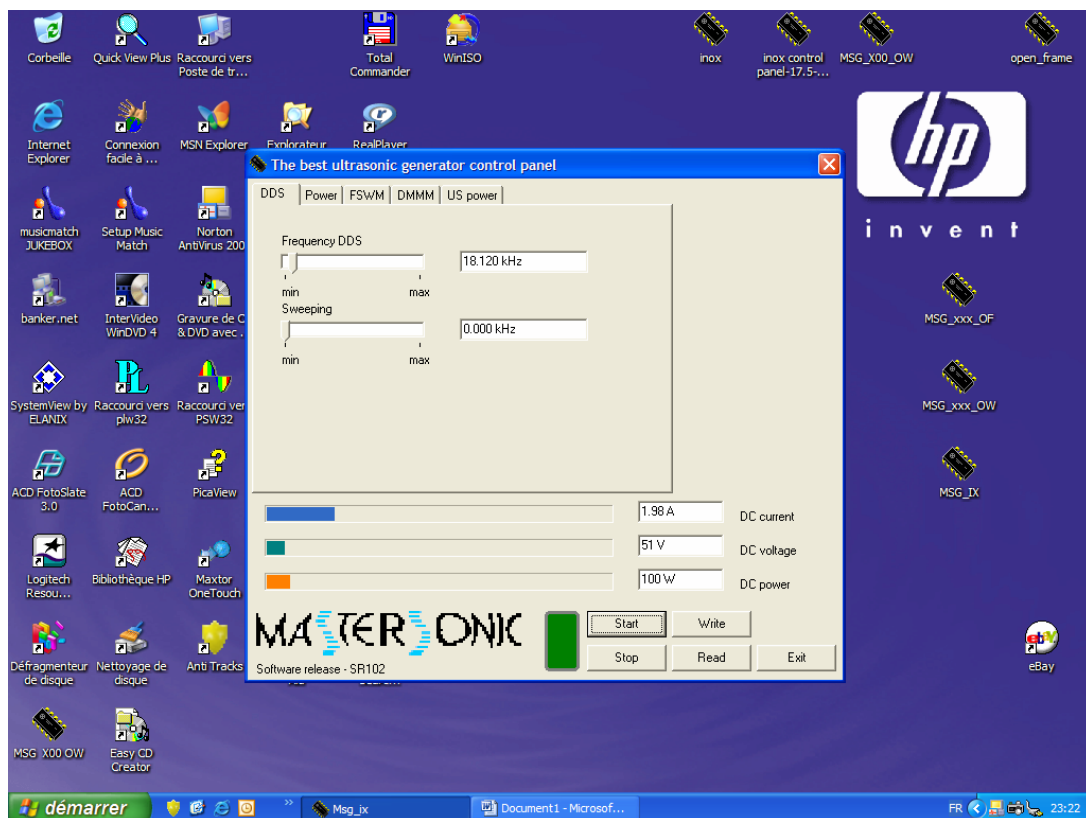 Corbeille
Quick View Plus
Raccourci vers
Poste de tr...
Total
Commander
WinISO
inox
inox control
panel-17.5-...
MSG_X00_OW
open_frame
Internet
Explorer
Connexion
facile à ...
MSN Explorer
Explorateur
RealPlayer
hp
invent
musicmatch
JUKEBOX
Setup Music
Match
Norton
AntiVirus 200
banker.net
InterVideo
WinDVD 4
Gravure de C
& DVD avec .
SystemView by
ELANIX
Raccourci vers
plw32
Raccourci ver
PSW32
ACD FotoSlate
3.0
ACD
FotoCan...
PicaView
Logitech
Resou...
Bibliothèque HP
Maxtor
OneTouch
Défragmenteur
de disque
Nettoyage de
disque
Anti Tracks
MSG X00 OW
Easy CD
Creator
MSG_xxx_OF
MSG_xxx_OW
MSG_IX
eBay
The best ultrasonic generator control panel
DDS Power FSWM DMMM US power
Frequency DDS
18.120 kHz
min max
Sweeping
0.000 kHz
min max
1.98 A DC current
51 V DC voltage
100 W DC power
MASTERSONIC
Software release - SR102
Start Write
Stop Read Exit
démarrer
Msg_ix
Document1 - Microsof...
FR
23:22